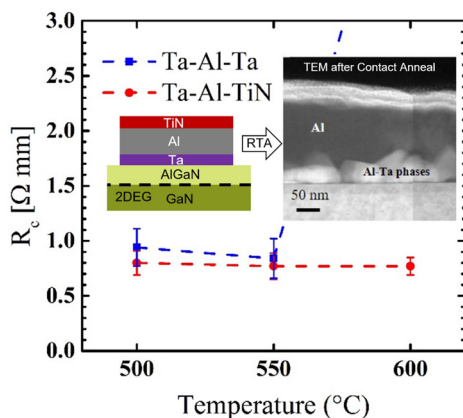 3.0
2.5
2.0
1.5
1.0
0.5
0.0
R_c [Ω mm]
Ta-Al-Ta
Ta-Al-TiN
TiN
Al
Ta
AlGaN
2DEG GaN
RTA
TEM after Contact Anneal
Al
Al-Ta phases
50 nm
500 550 600
Temperature (°C)